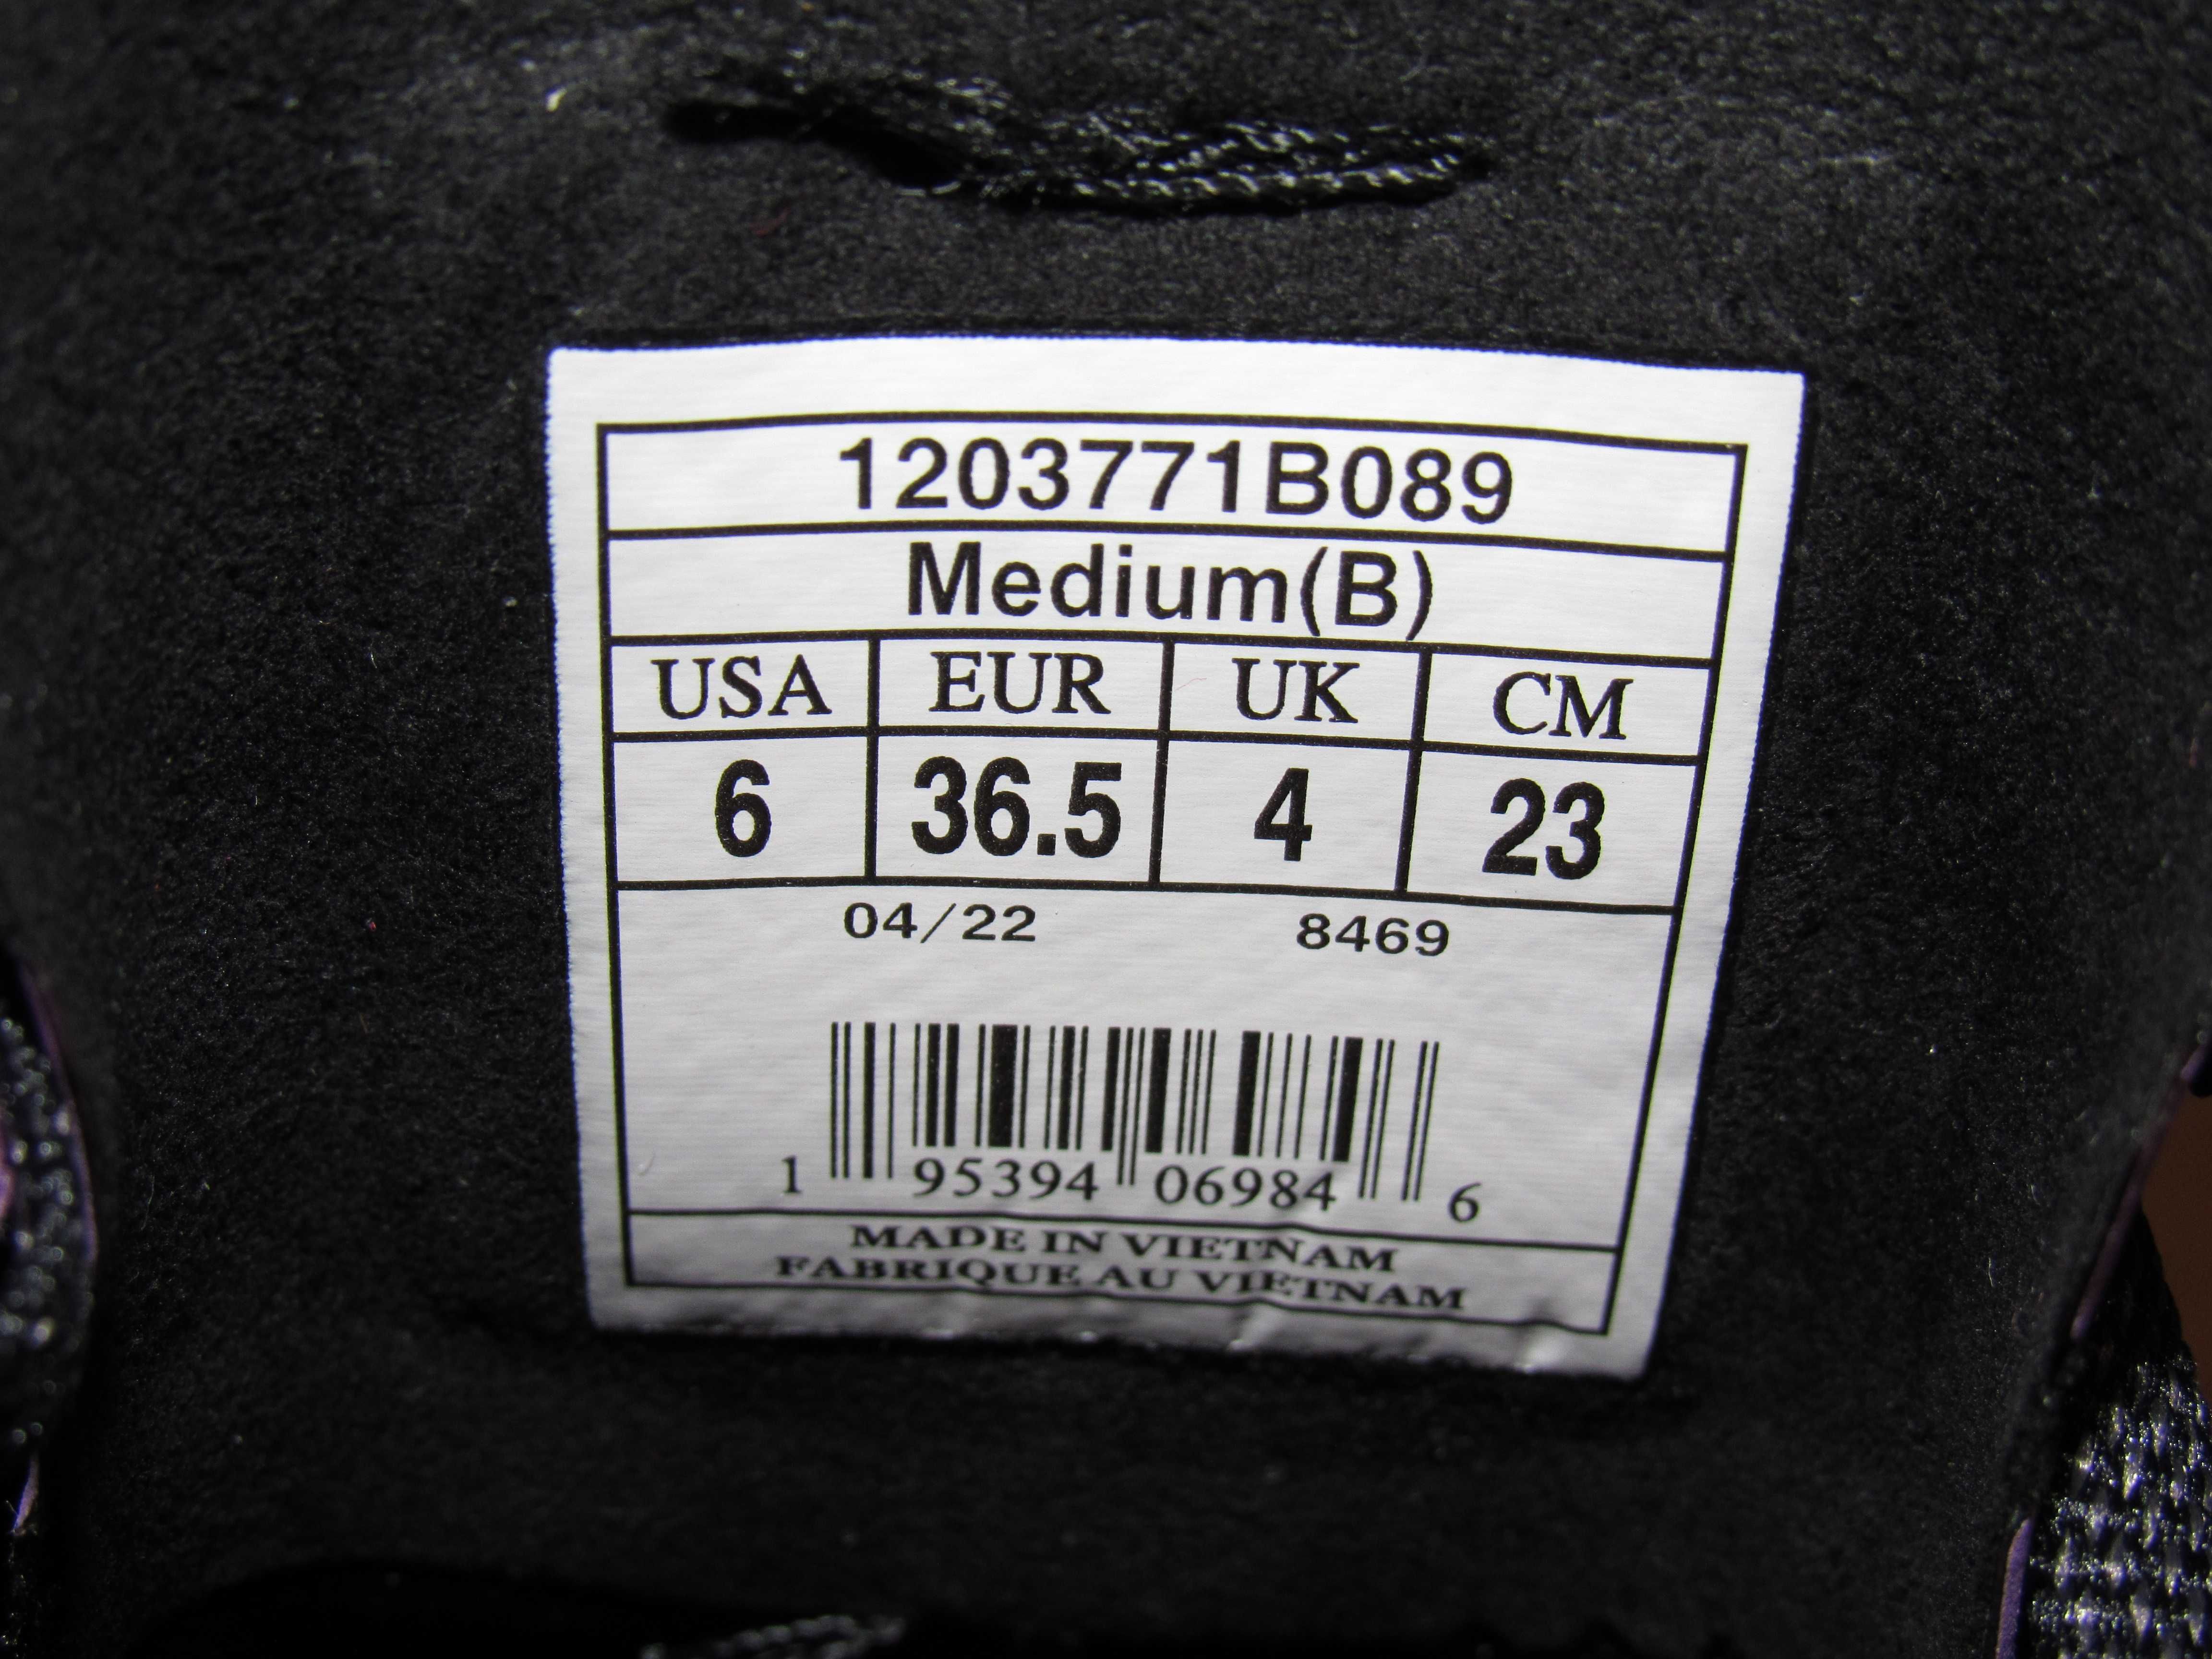 1203771B089
Medium(B)
USA EUR UK CM
6 36.5 4 23
04/22 8469
1 95394 06984 6
MADE IN VIETNAM
FABRIQUE AU VIETNAM